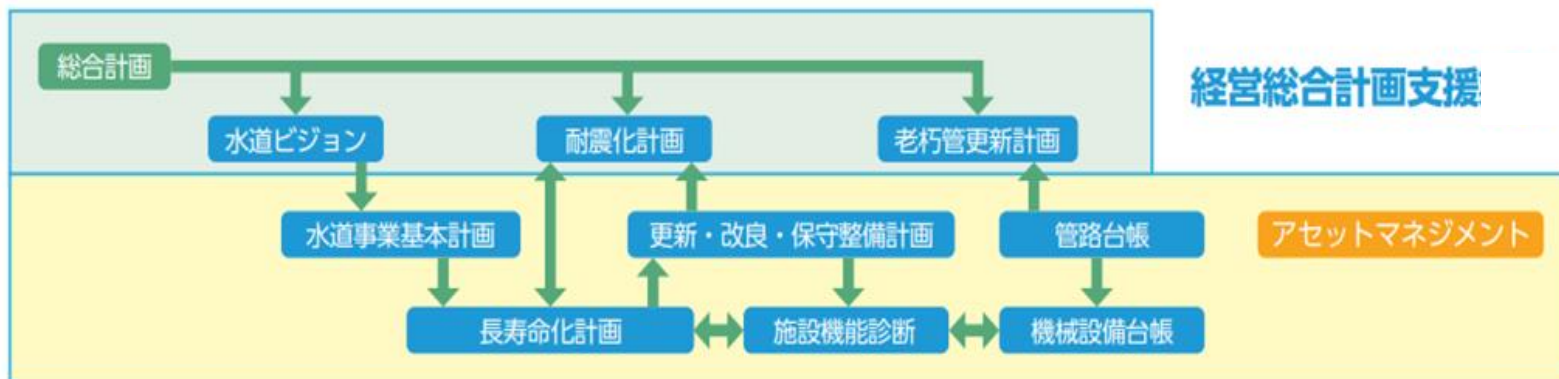 総合計画
経営総合計画支援
水道ビジョン
耐震化計画
老朽管更新計画
水道事業基本計画
更新・改良・保守整備計画
管路台帳
アセットマネジメント
長寿命化計画
施設機能診断
機械設備台帳